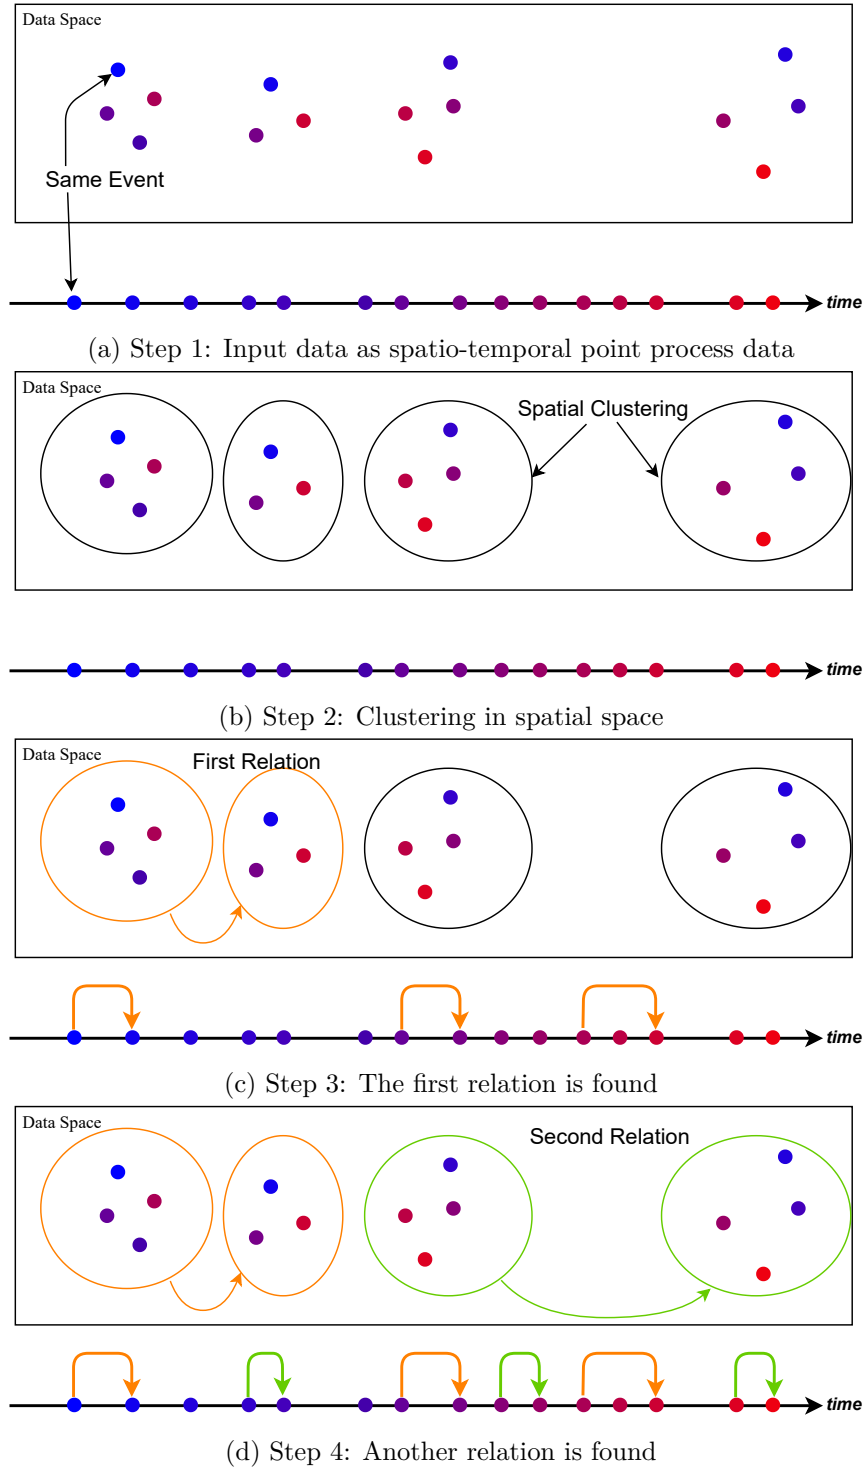 Data Space
Same Event
time
(a) Step 1: Input data as spatio-temporal point process data
Data Space
Spatial Clustering
time
(b) Step 2: Clustering in spatial space
Data Space
First Relation
time
(c) Step 3: The first relation is found
Data Space
Second Relation
time
(d) Step 4: Another relation is found